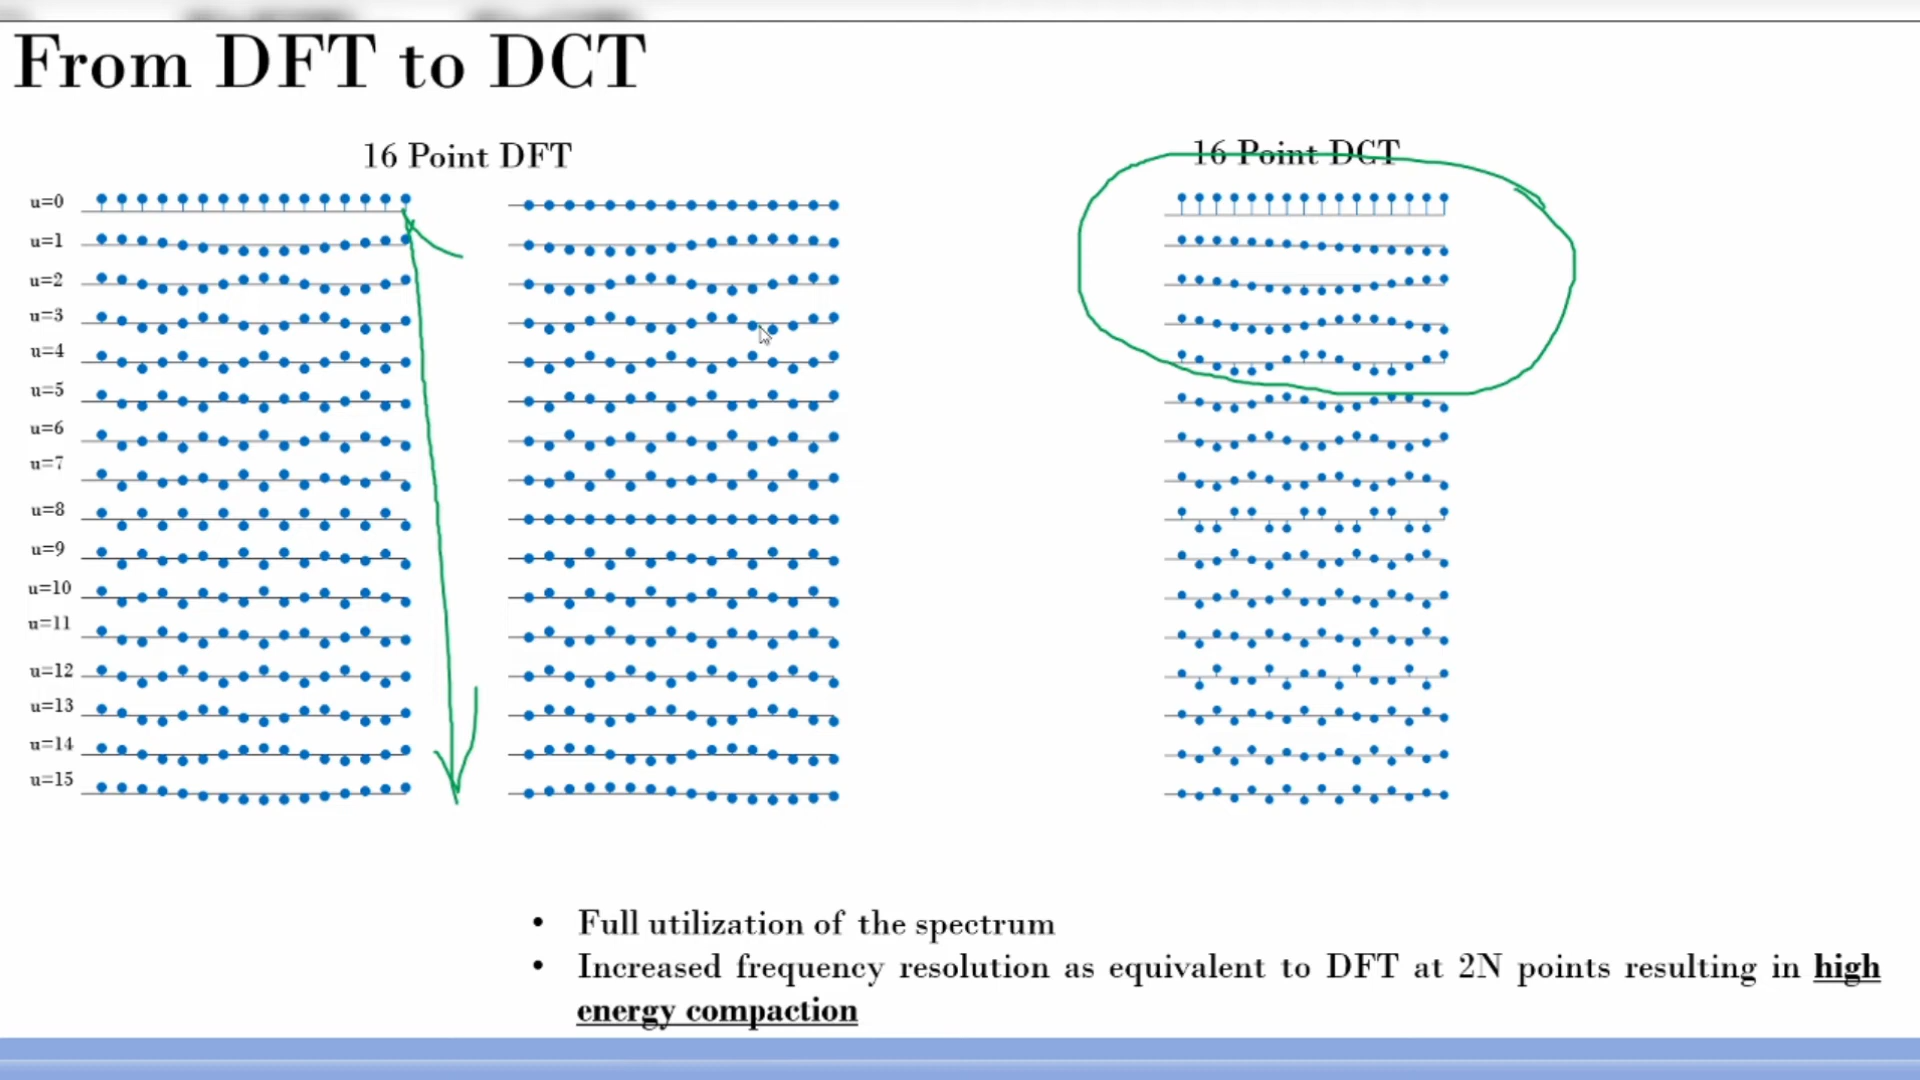 From DFT to DCT
16 Point DFT
16 Point DCT
u=0
u=1
u=2
u=3
u=4
u=5
u=6
u=7
u=8
u=9
u=10
u=11
u=12
u=13
u=14
u=15
• Full utilization of the spectrum
• Increased frequency resolution as equivalent to DFT at 2N points resulting in high
energy compaction